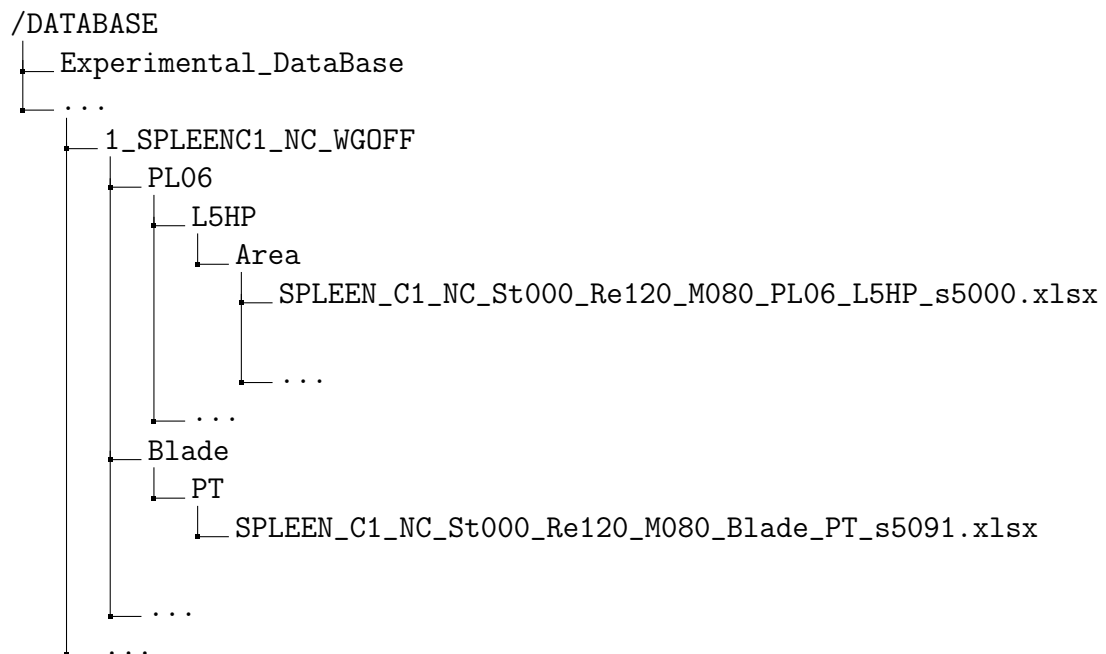 /DATABASE
Experimental_DataBase
...
1_SPLEENC1_NC_WGOFF
PL06
L5HP
Area
SPLEEN_C1_NC_St000_Re120_M080_PL06_L5HP_s5000.xlsx
...
...
Blade
PT
SPLEEN_C1_NC_St000_Re120_M080_Blade_PT_s5091.xlsx
...
...